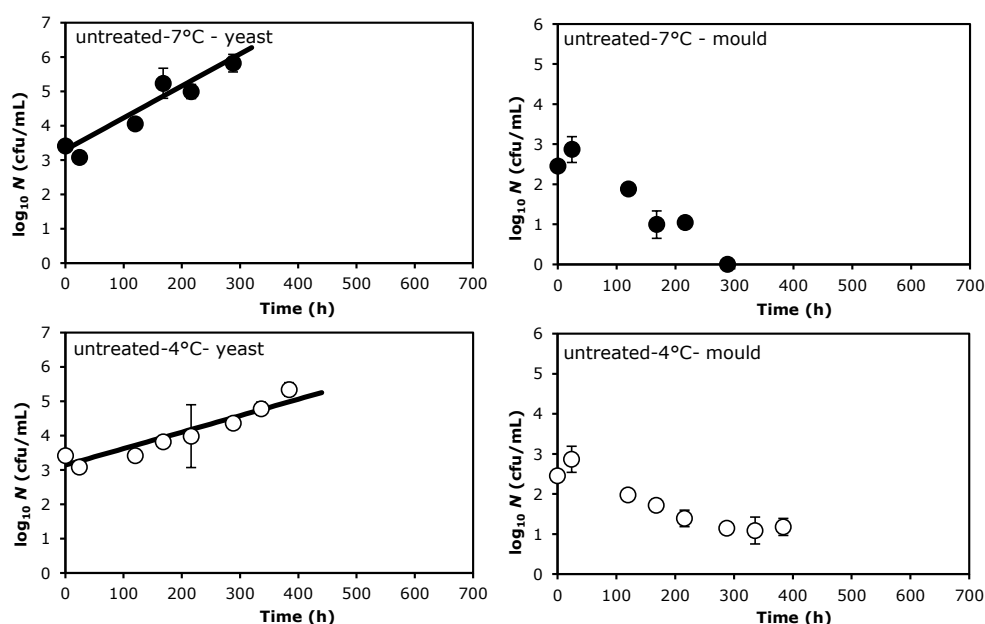 untreated-7°C - yeast
log₁₀ N (cfu/mL)
7
6
5
4
3
2
1
0
0 100 200 300 400 500 600 700
Time (h)
untreated-7°C - mould
log₁₀ N (cfu/mL)
6
5
4
3
2
1
0
0 100 200 300 400 500 600 700
Time (h)
untreated-4°C- yeast
log₁₀ N (cfu/mL)
7
6
5
4
3
2
1
0
0 100 200 300 400 500 600 700
Time (h)
untreated-4°C- mould
log₁₀ N (cfu/mL)
6
5
4
3
2
1
0
0 100 200 300 400 500 600 700
Time (h)